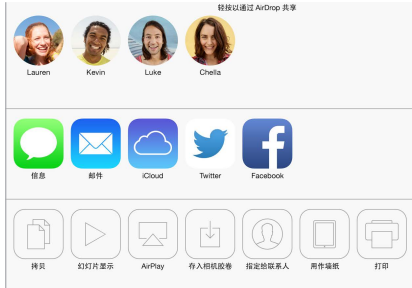 轻按以通过 AirDrop 共享
Lauren Kevin Luke Chella
信息 邮件 iCloud Twitter Facebook
拷贝 幻灯片显示 AirPlay 存入相机胶卷 指定给联系人 用作墙纸 打印